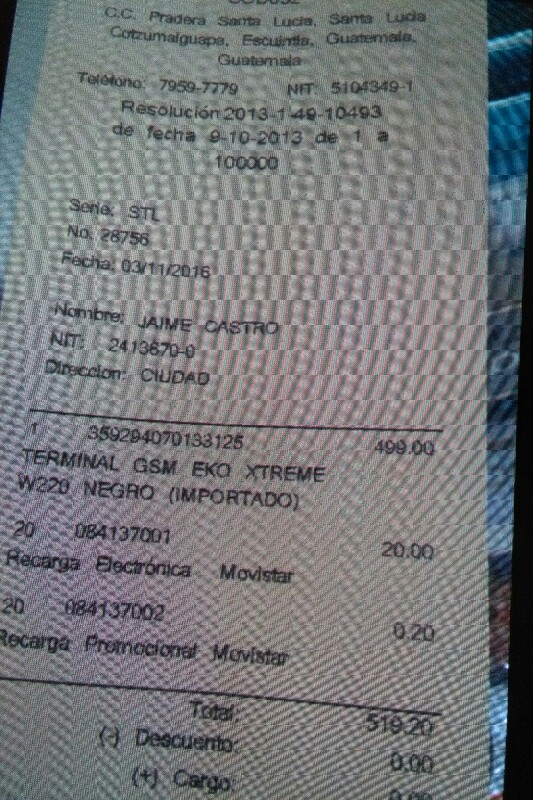 C.C. Pradera Santa Lucia, Santa Lucia
Cotzumalguapa, Escuintla, Guatemala,
Guatemala
Teléfono: 7959-7779 NIT: 5104349-1
Resolución 2013-1-49-10493
de fecha 9-10-2013 de 1 a
100000
Serie: STL
No. 28756
Fecha: 03/11/2016
Nombre: JAIME CASTRO
NIT: 2413670-0
Direccion: CIUDAD
1 359294070133125 499.00
TERMINAL GSM EKO XTREME
W220 NEGRO (IMPORTADO)
20 084137001 20.00
Recarga Electrónica Movistar
20 084137002 0.20
Recarga Promocional Movistar
Total: 519.20
(-) Descuento: 0.00
(+) Cargo: 0.00